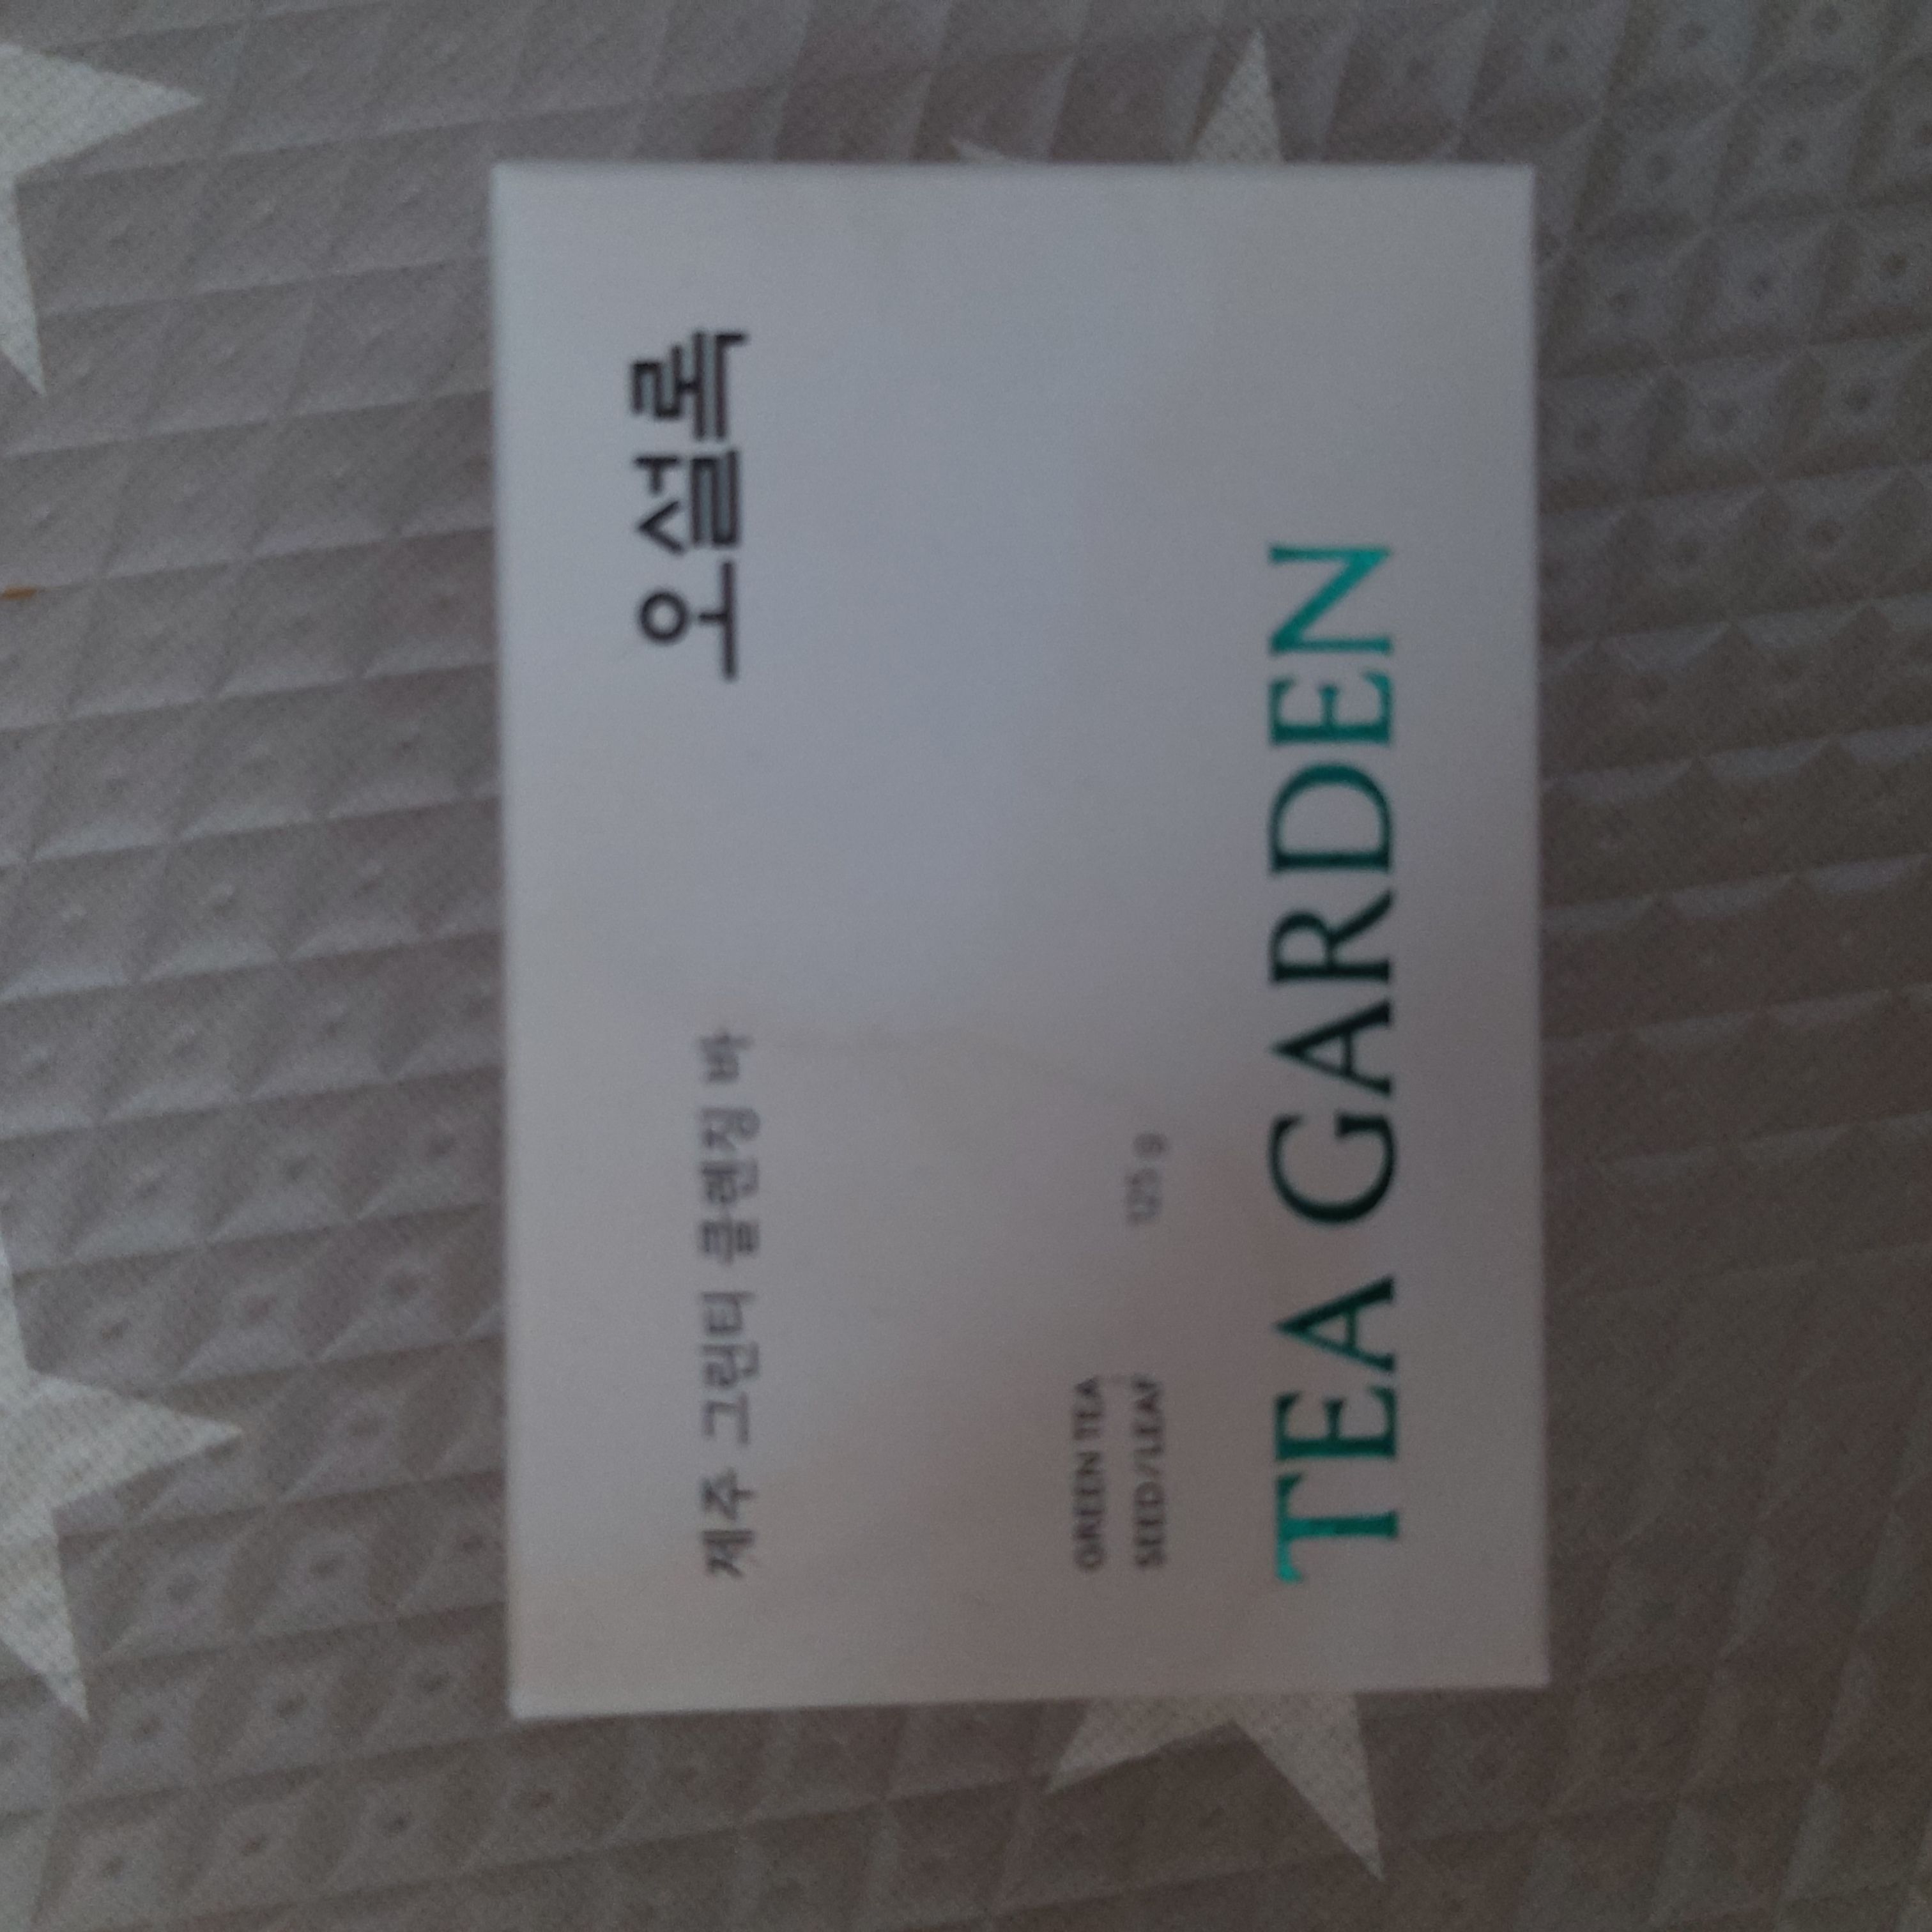 오설록
제주 그린티 클렌징 바
GREEN TEA
SEED/LEAF
125 g
TEA GARDEN